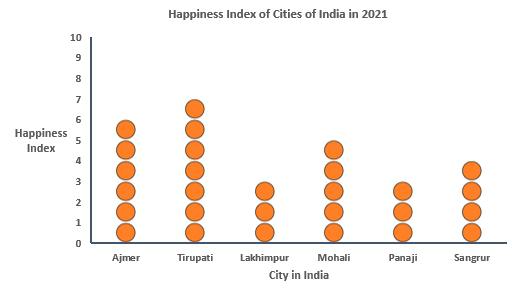 Happiness Index of Cities of India in 2021
10
9
8
7
6
5
4
3
2
1
0
Happiness
Index
Ajmer Tirupati Lakhimpur Mohali Panaji Sangrur
City in India